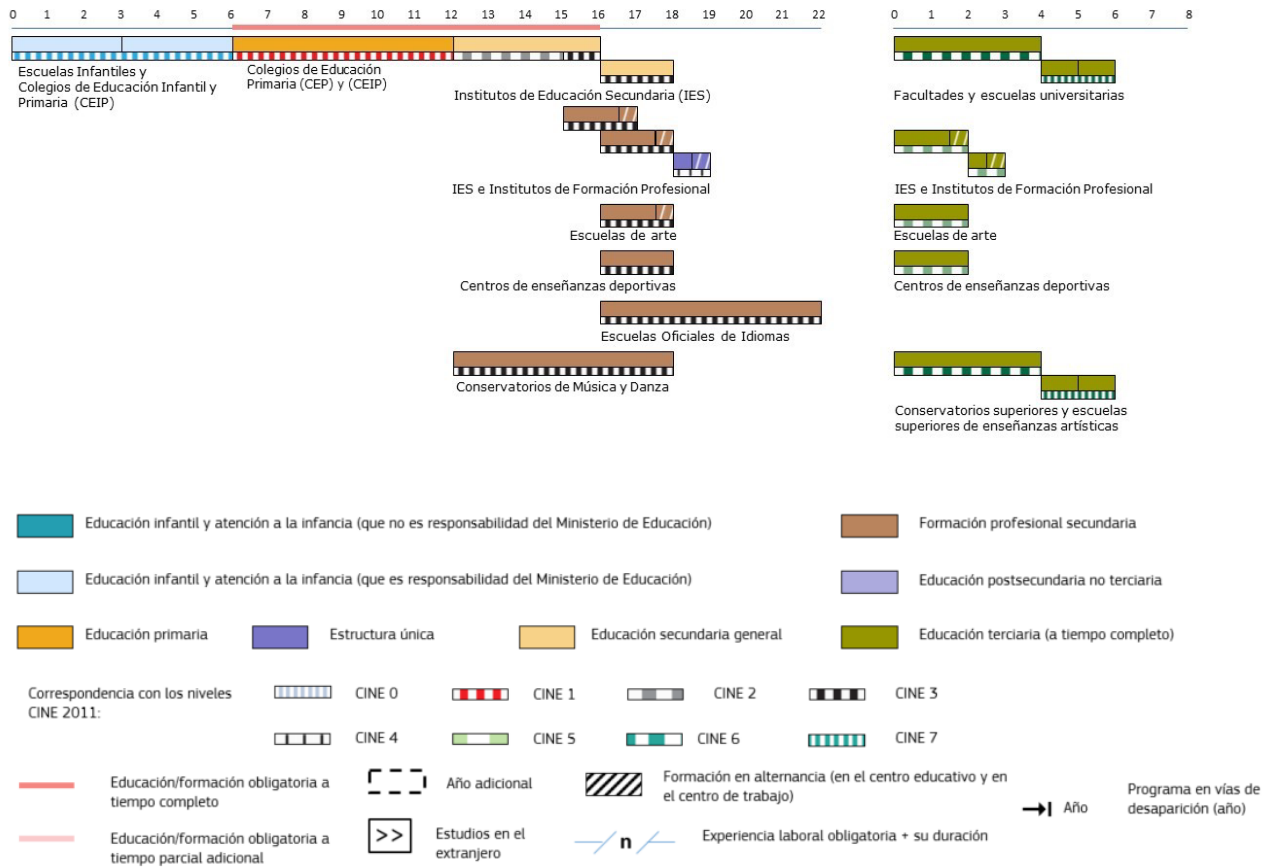 0 1 2 3 4 5 6 7 8 9 10 11 12 13 14 15 16 17 18 19 20 21 22
0 1 2 3 4 5 6 7 8
Escuelas Infantiles y
Colegios de Educación Infantil y
Primaria (CEIP)
Colegios de Educación
Primaria (CEP) y (CEIP)
Institutos de Educación Secundaria (IES)
Facultades y escuelas universitarias
IES e Institutos de Formación Profesional
IES e Institutos de Formación Profesional
Escuelas de arte
Escuelas de arte
Centros de enseñanzas deportivas
Centros de enseñanzas deportivas
Escuelas Oficiales de Idiomas
Conservatorios de Música y Danza
Conservatorios superiores y escuelas
superiores de enseñanzas artísticas
Educación infantil y atención a la infancia (que no es responsabilidad del Ministerio de Educación)
Formación profesional secundaria
Educación infantil y atención a la infancia (que es responsabilidad del Ministerio de Educación)
Educación postsecundaria no terciaria
Educación primaria
Estructura única
Educación secundaria general
Educación terciaria (a tiempo completo)
Correspondencia con los niveles
CINE 2011:
CINE 0
CINE 1
CINE 2
CINE 3
CINE 4
CINE 5
CINE 6
CINE 7
Educación/formación obligatoria a
tiempo completo
Año adicional
Formación en alternancia (en el centro educativo y en
el centro de trabajo)
Año
Programa en vías de
desaparición (año)
Educación/formación obligatoria a
tiempo parcial adicional
>>
Estudios en el
extranjero
n
Experiencia laboral obligatoria + su duración